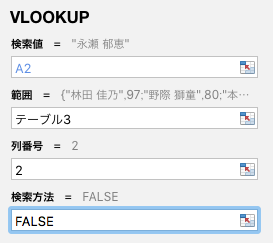 VLOOKUP
検索値 = "永瀬 郁恵"
A2
範囲 = {"林田 佳乃",97;"野際 獅童",80;"本…
テーブル3
列番号 = 2
2
検索方法 = FALSE
FALSE